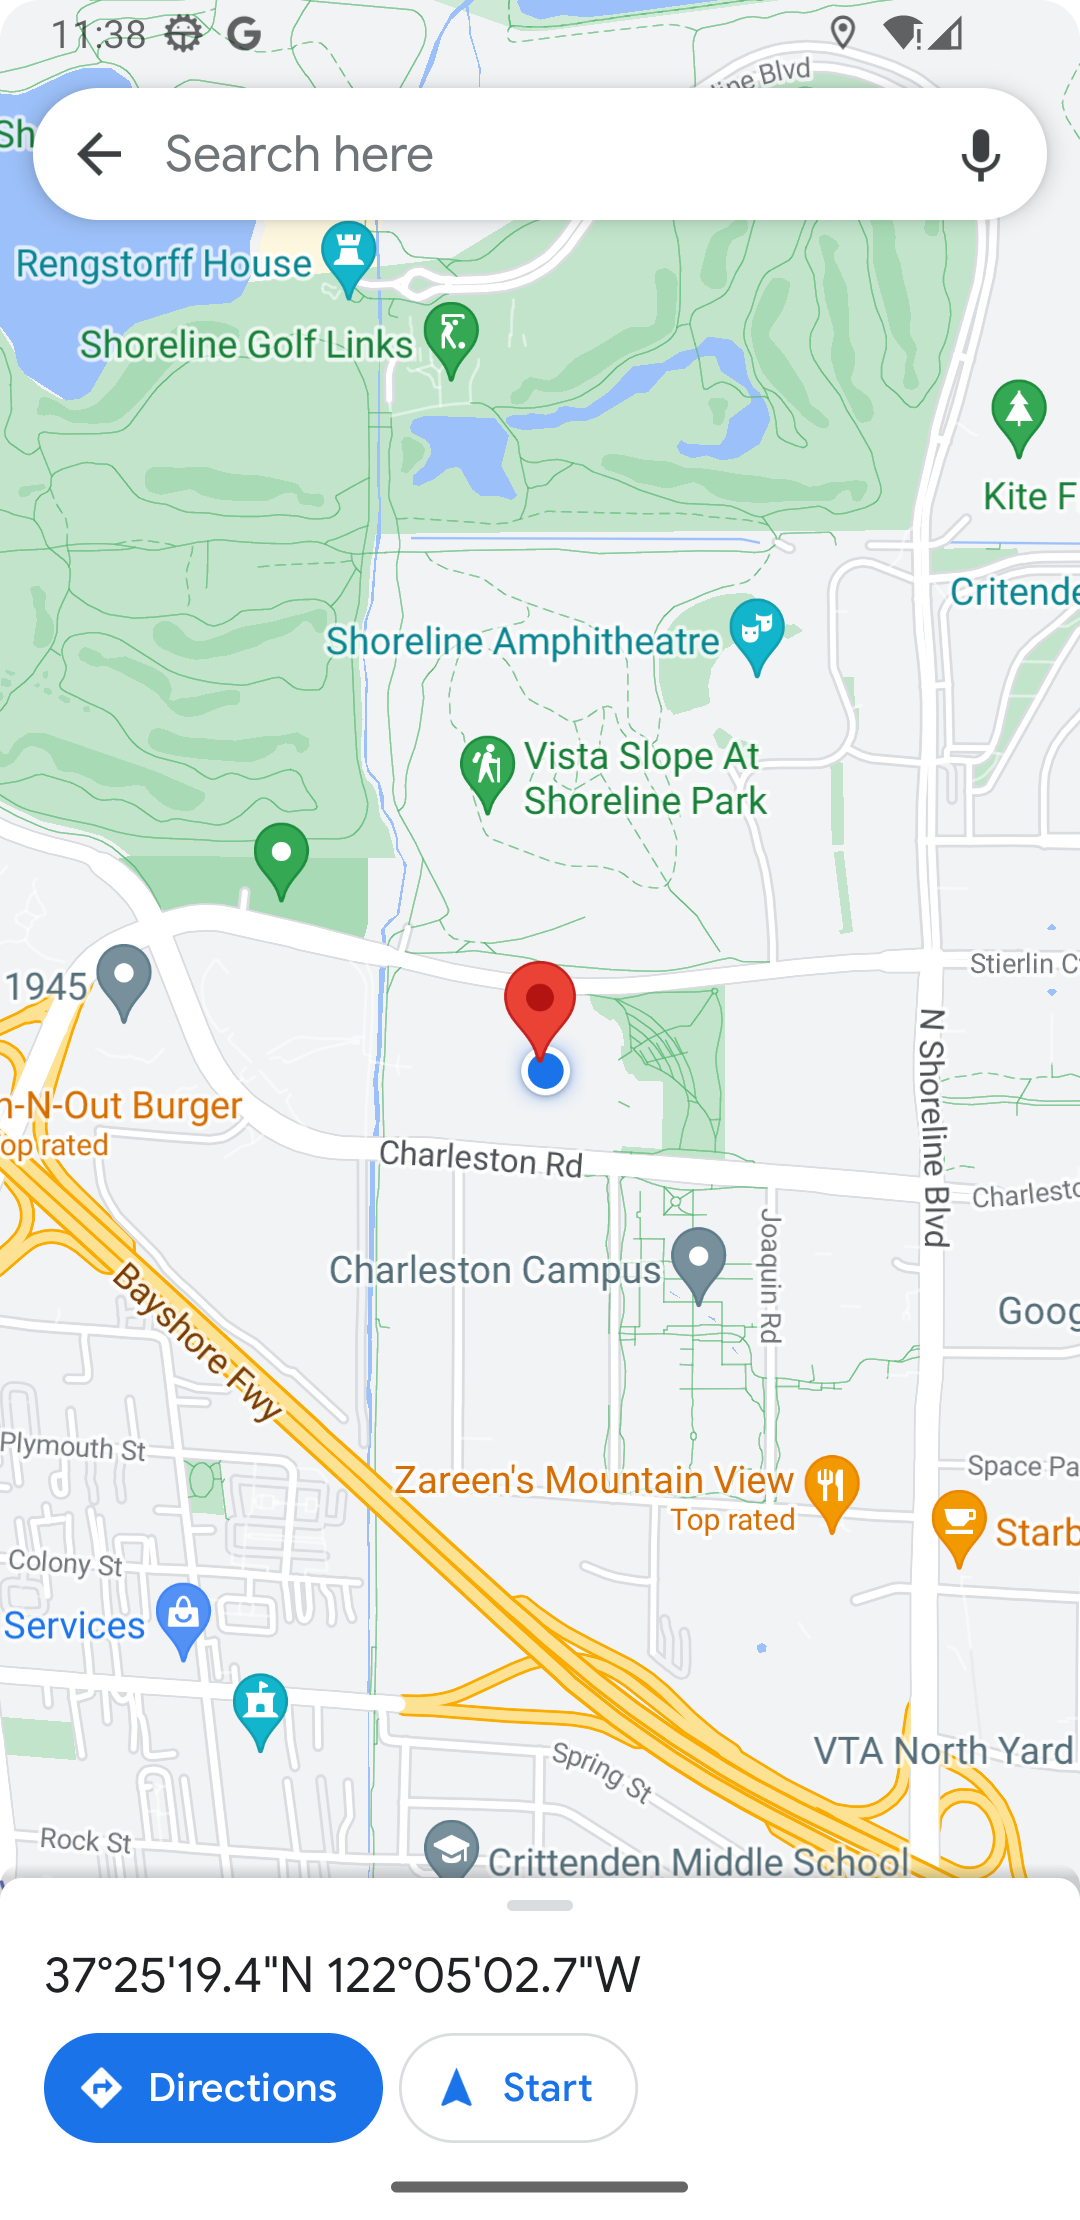 11:38
line Blvd
Sh
Search here
Rengstorff House
Shoreline Golf Links
Kite F
Critende
Shoreline Amphitheatre
Vista Slope At
Shoreline Park
1945
Stierlin C
N Shoreline Blvd
n-N-Out Burger
op rated
Charleston Rd
Charlesto
Joaquin Rd
Charleston Campus
Goog
Bayshore Fwy
Plymouth St
Zareen's Mountain View
Top rated
Space Pa
Starb
Colony St
Services
VTA North Yard
Spring St
Rock St
Crittenden Middle School
37°25'19.4"N 122°05'02.7"W
Directions
Start